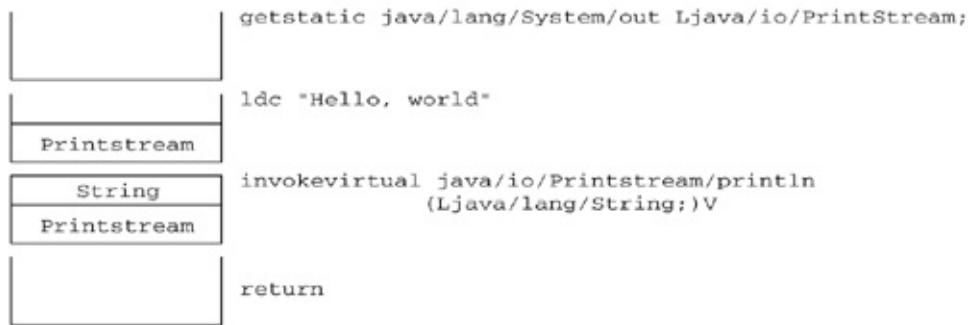 getstatic java/lang/System/out Ljava/io/PrintStream;
ldc "Hello, world"
Printstream
String
invokevirtual java/io/Printstream/println
(Ljava/lang/String;)V
Printstream
return